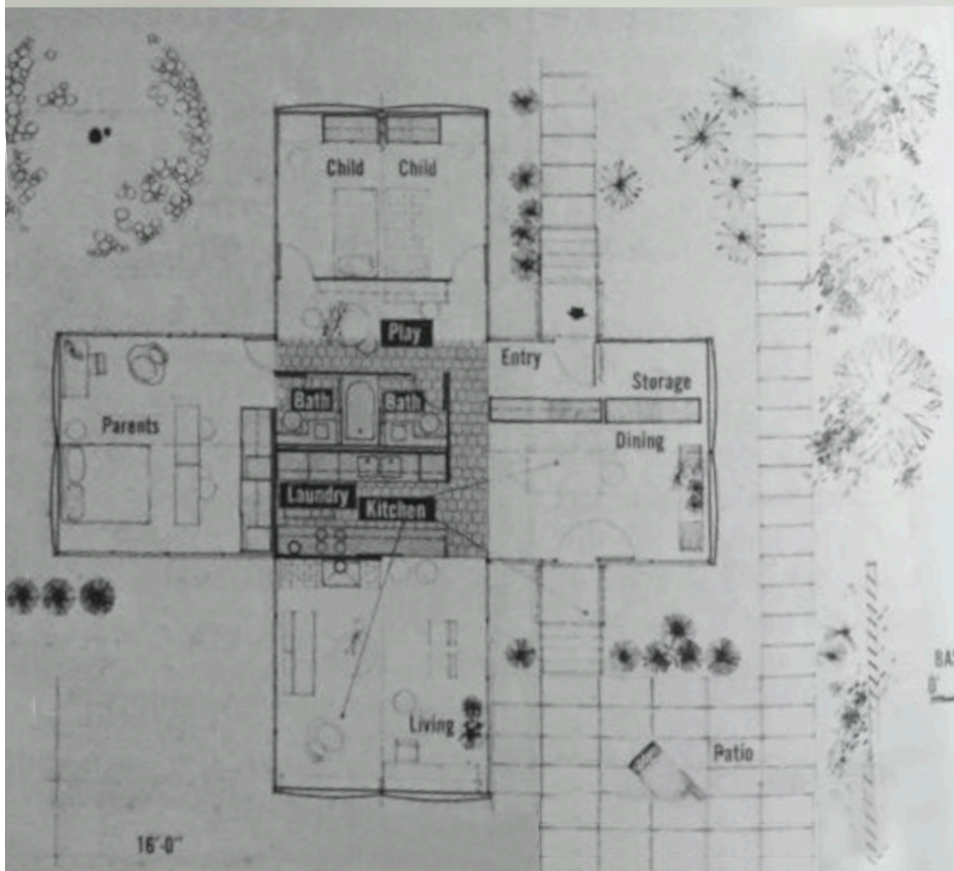 Child Child
Play
Entry
Storage
Bath Bath
Parents
Dining
Laundry
Kitchen
Living
Patio
16'-0"